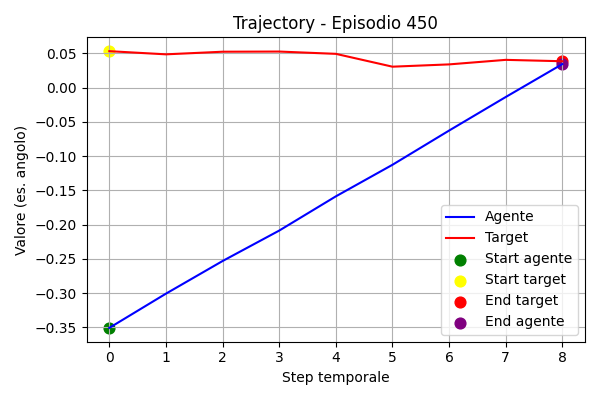 Trajectory - Episodio 450
Valore (es. angolo)
0.05
0.00
−0.05
−0.10
−0.15
−0.20
−0.25
−0.30
−0.35
0 1 2 3 4 5 6 7 8
Step temporale
Agente
Target
Start agente
Start target
End target
End agente